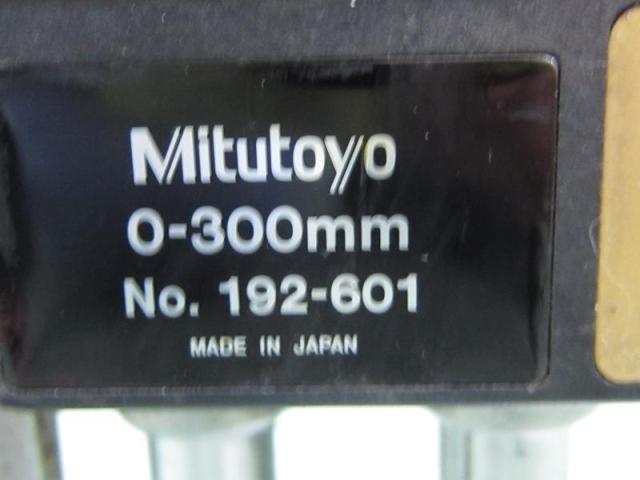 Mitutoyo
0-300mm
No. 192-601
MADE IN JAPAN